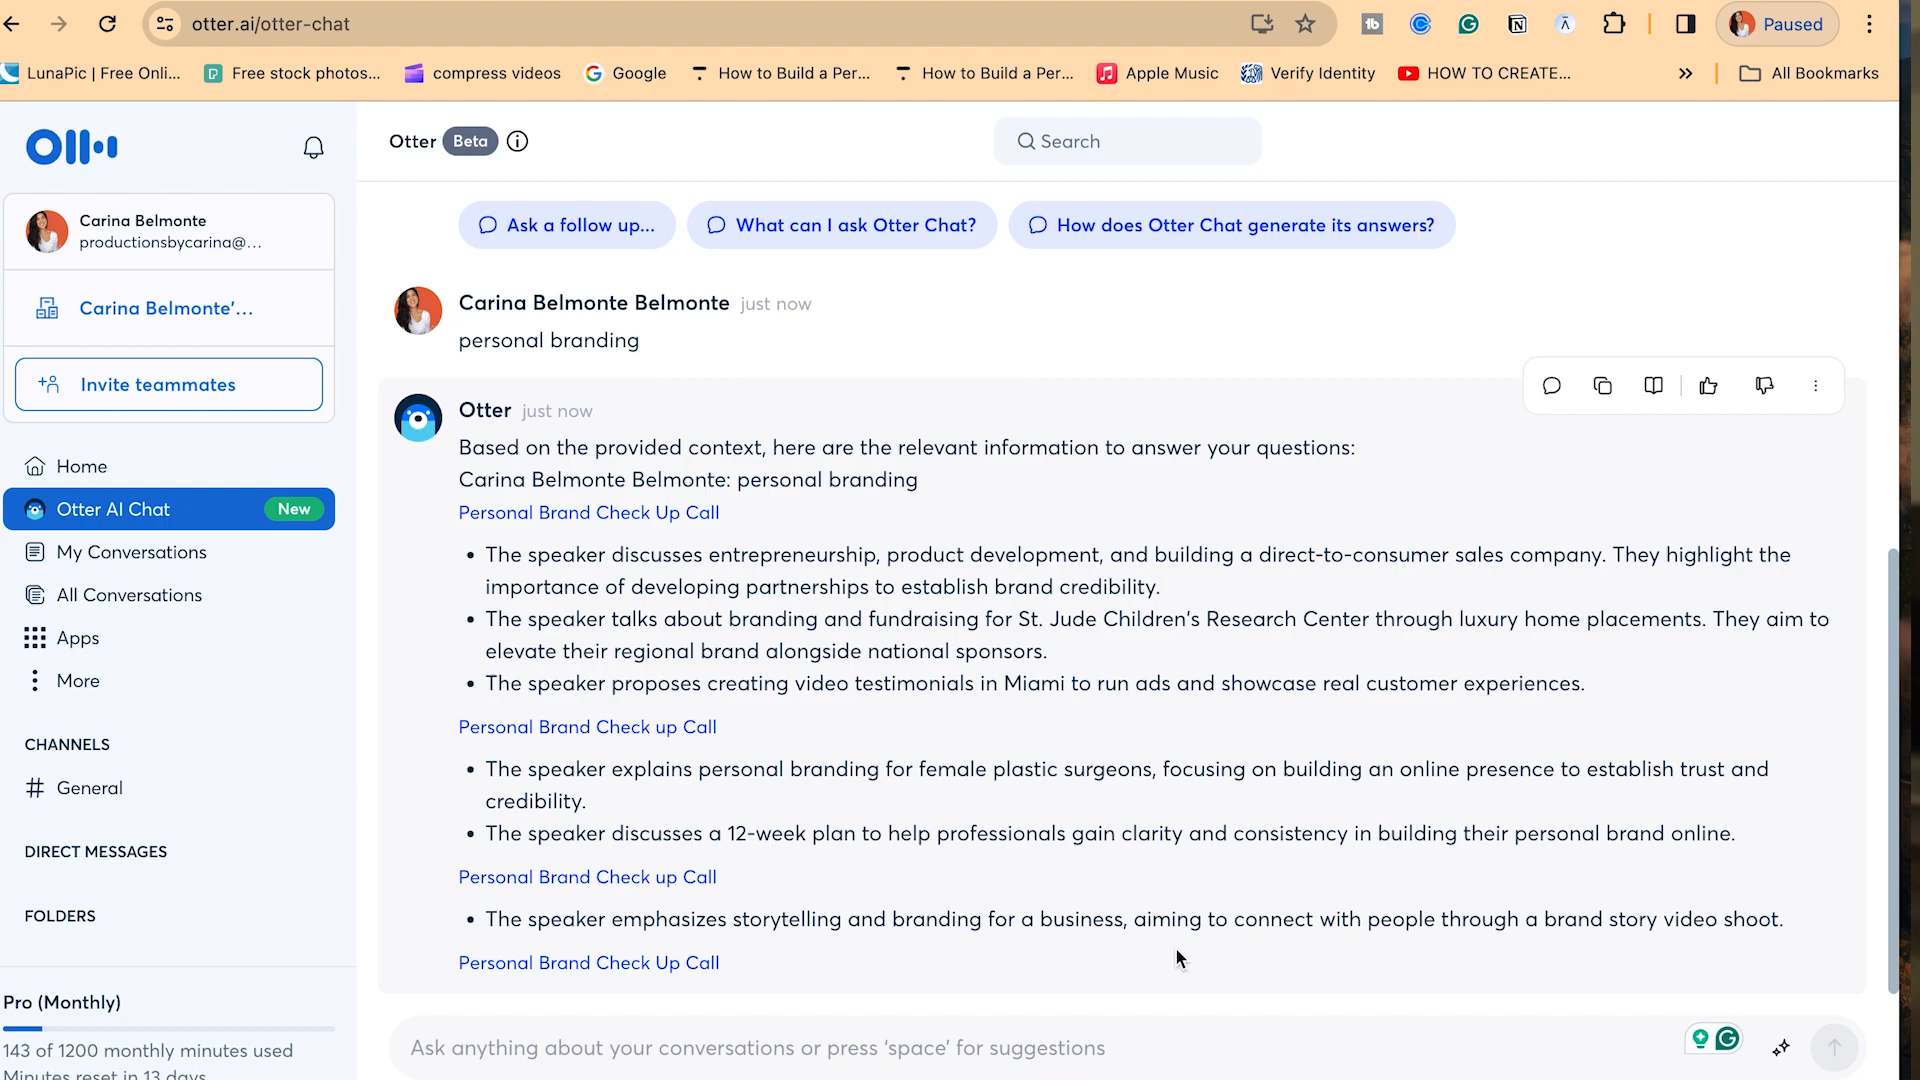 otter.ai/otter-chat
Paused
LunaPic | Free Onli...
Free stock photos...
compress videos
Google
How to Build a Per...
How to Build a Per...
Apple Music
Verify Identity
HOW TO CREATE...
All Bookmarks
Otter Beta
Search
Carina Belmonte
productionsbycarina@...
Carina Belmonte'...
Invite teammates
Home
Otter AI Chat New
My Conversations
All Conversations
Apps
More
CHANNELS
# General
DIRECT MESSAGES
FOLDERS
Pro (Monthly)
143 of 1200 monthly minutes used
Minutes reset in 13 days
Ask a follow up...
What can I ask Otter Chat?
How does Otter Chat generate its answers?
Carina Belmonte Belmonte just now
personal branding
Otter just now
Based on the provided context, here are the relevant information to answer your questions:
Carina Belmonte Belmonte: personal branding
Personal Brand Check Up Call
• The speaker discusses entrepreneurship, product development, and building a direct-to-consumer sales company. They highlight the
importance of developing partnerships to establish brand credibility.
• The speaker talks about branding and fundraising for St. Jude Children's Research Center through luxury home placements. They aim to
elevate their regional brand alongside national sponsors.
• The speaker proposes creating video testimonials in Miami to run ads and showcase real customer experiences.
Personal Brand Check up Call
• The speaker explains personal branding for female plastic surgeons, focusing on building an online presence to establish trust and
credibility.
• The speaker discusses a 12-week plan to help professionals gain clarity and consistency in building their personal brand online.
Personal Brand Check up Call
• The speaker emphasizes storytelling and branding for a business, aiming to connect with people through a brand story video shoot.
Personal Brand Check Up Call
Ask anything about your conversations or press 'space' for suggestions